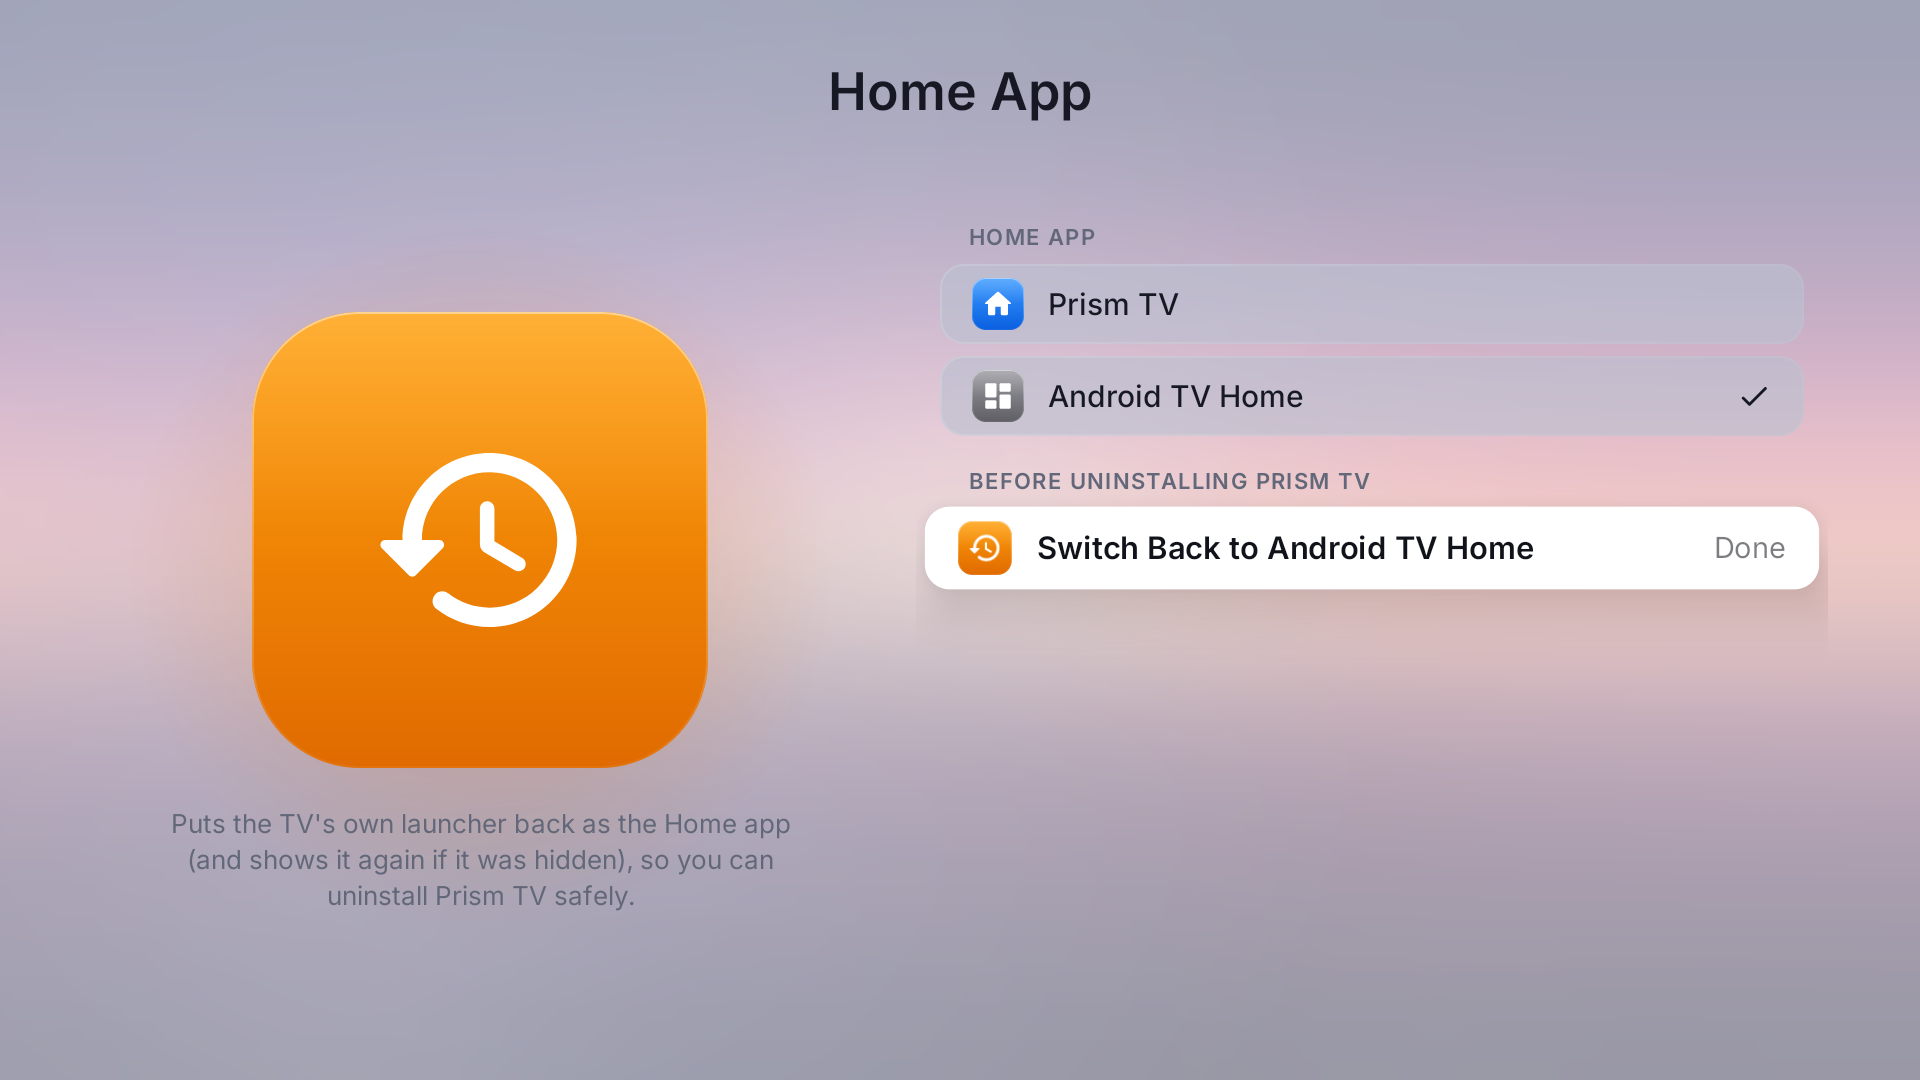 Home App
HOME APP
Prism TV
Android TV Home
BEFORE UNINSTALLING PRISM TV
Switch Back to Android TV Home Done
Puts the TV's own launcher back as the Home app
(and shows it again if it was hidden), so you can
uninstall Prism TV safely.